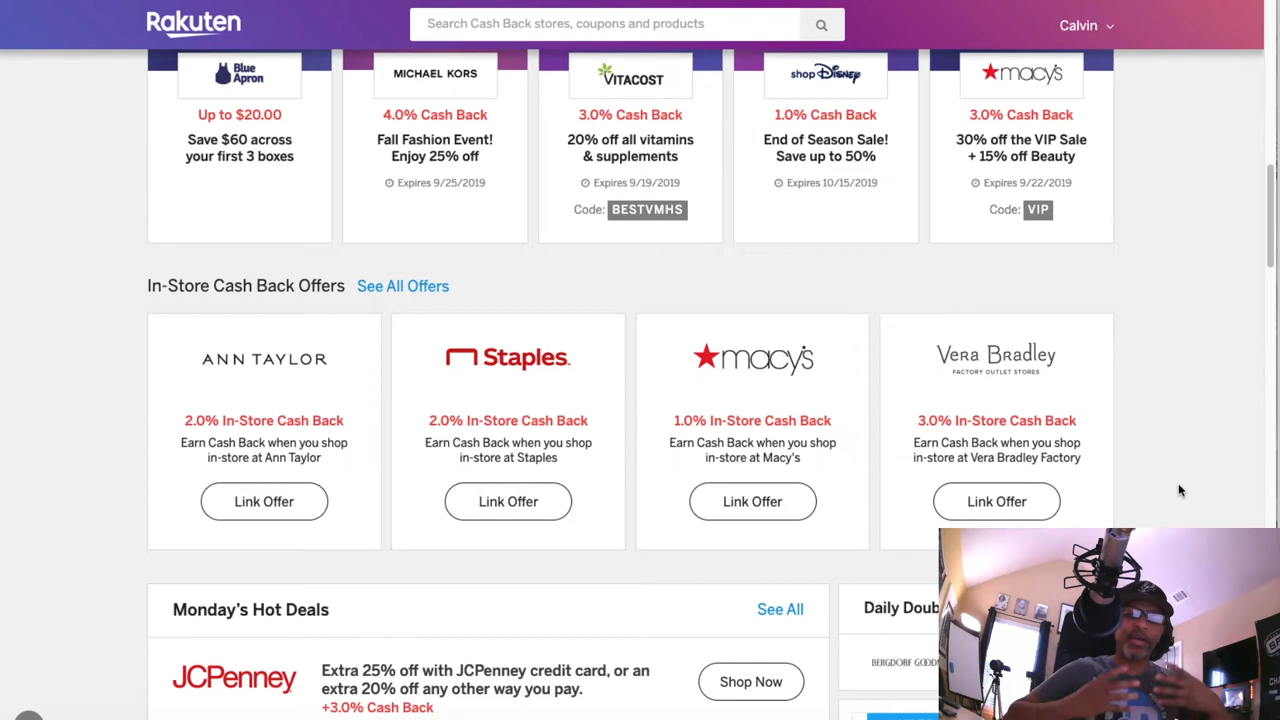 Rakuten
Search Cash Back stores, coupons and products
Calvin
Blue
Apron
Up to $20.00
Save $60 across
your first 3 boxes
MICHAEL KORS
4.0% Cash Back
Fall Fashion Event!
Enjoy 25% off
Expires 9/25/2019
VITACOST
3.0% Cash Back
20% off all vitamins
& supplements
Expires 9/19/2019
Code: BESTVMHS
shop Disney
1.0% Cash Back
End of Season Sale!
Save up to 50%
Expires 10/15/2019
macy's
3.0% Cash Back
30% off the VIP Sale
+ 15% off Beauty
Expires 9/22/2019
Code: VIP
In-Store Cash Back Offers See All Offers
ANN TAYLOR
2.0% In-Store Cash Back
Earn Cash Back when you shop
in-store at Ann Taylor
Link Offer
Staples.
2.0% In-Store Cash Back
Earn Cash Back when you shop
in-store at Staples
Link Offer
macy's
1.0% In-Store Cash Back
Earn Cash Back when you shop
in-store at Macy's
Link Offer
Vera Bradley
FACTORY OUTLET STORES
3.0% In-Store Cash Back
Earn Cash Back when you shop
in-store at Vera Bradley Factory
Link Offer
Monday's Hot Deals
See All
JCPenney
Extra 25% off with JCPenney credit card, or an
extra 20% off any other way you pay.
+3.0% Cash Back
Shop Now
Daily Doub
BERGDORF GOOD